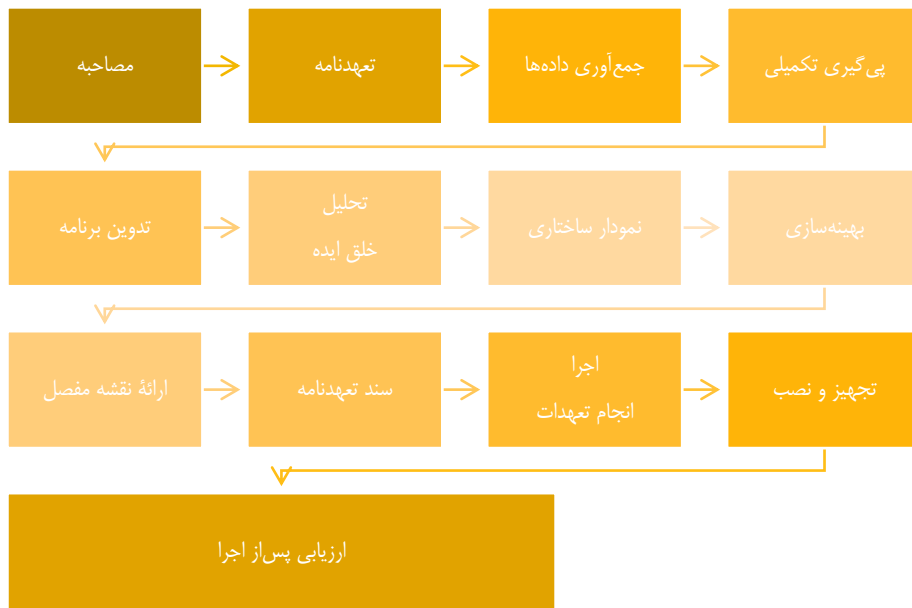 مصاحبه
تعهدنامه
جمع‌آوری داده‌ها
پی‌گیری تکمیلی
تدوین برنامه
تحلیل
خلق ایده
نمودار ساختاری
بهینه‌سازی
ارائهٔ نقشه مفصل
سند تعهدنامه
اجرا
انجام تعهدات
تجهیز و نصب
ارزیابی پس‌از اجرا